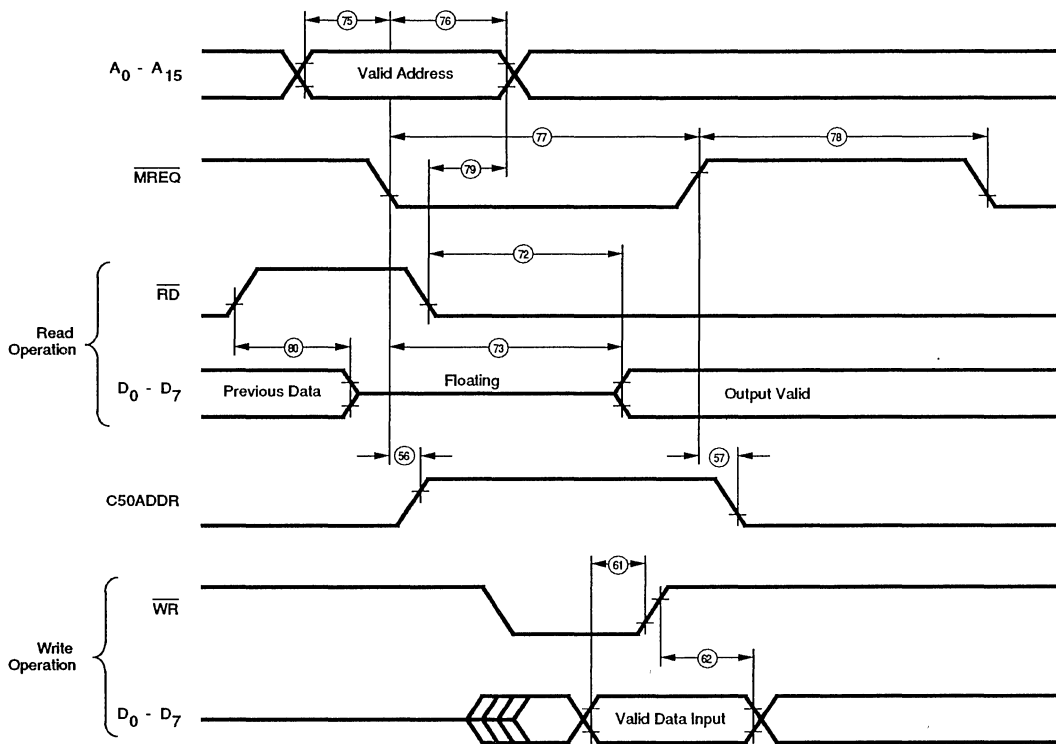 75
76
A0 - A15
Valid Address
77
78
MREQ
79
72
RD
Read
Operation
80
73
D0 - D7
Previous Data
Floating
Output Valid
56
57
C50ADDR
61
WR
Write
Operation
62
D0 - D7
Valid Data Input